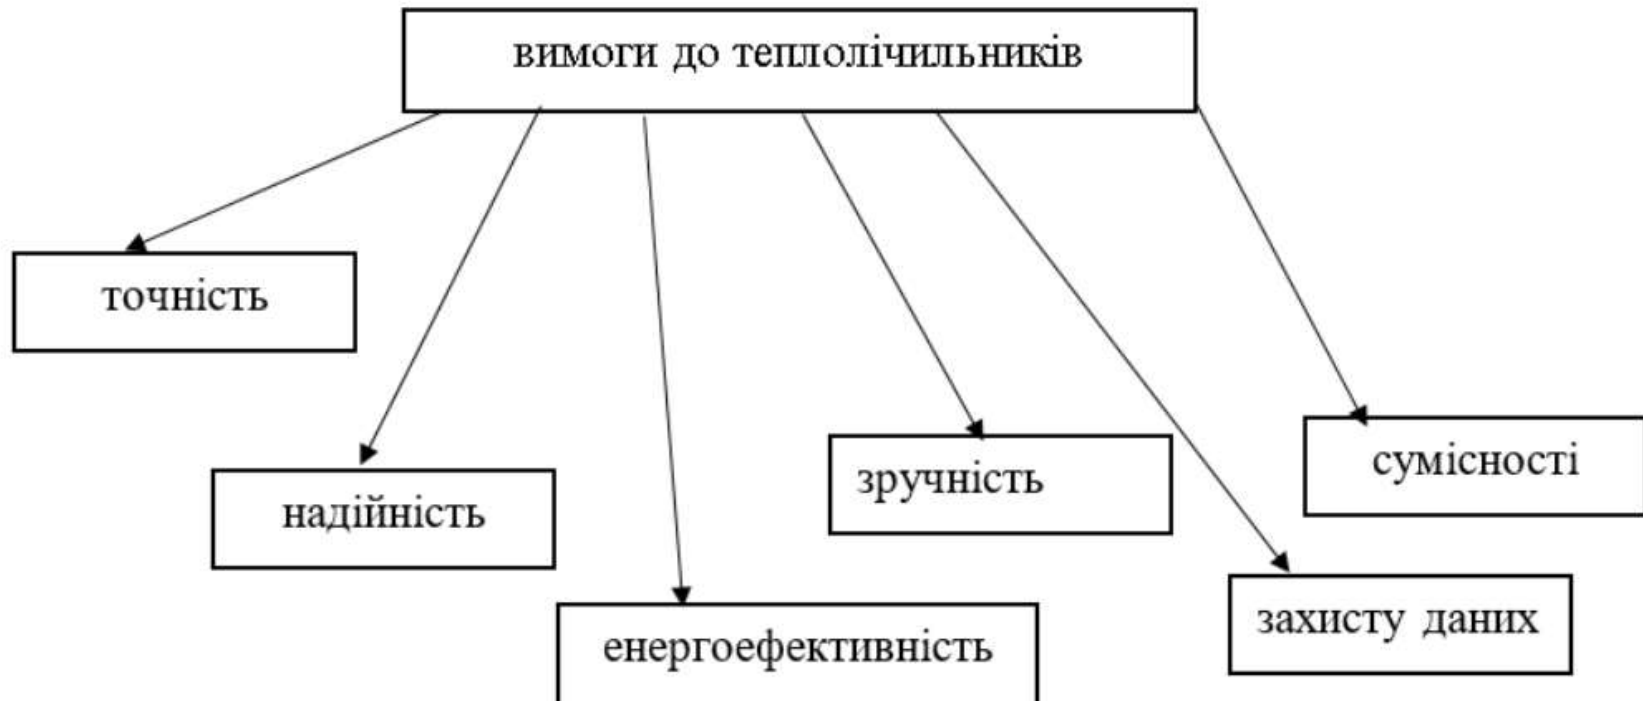 вимоги до теплолічильників
точність
надійність
енергоефективність
зручність
захисту даних
сумісності